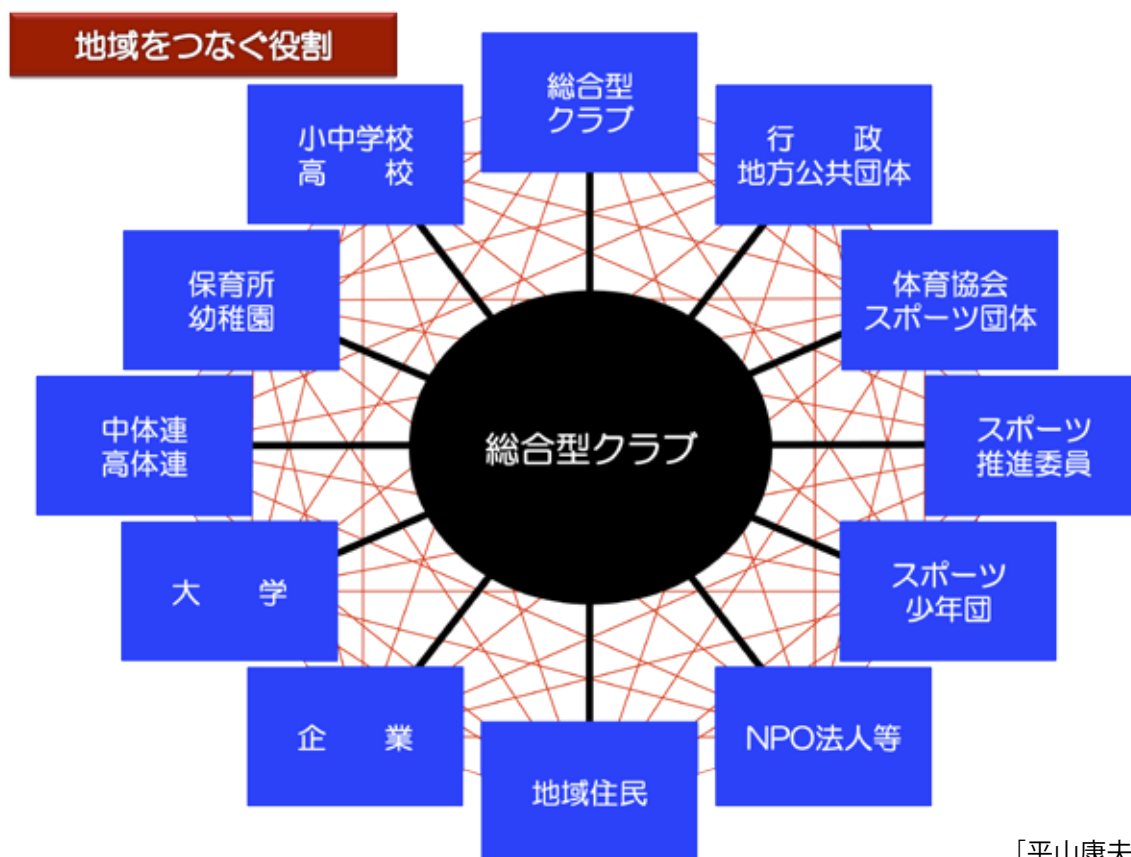 地域をつなぐ役割
総合型
クラブ
行　　政
地方公共団体
体育協会
スポーツ団体
スポーツ
推進委員
スポーツ
少年団
NPO法人等
地域住民
企　　業
大　　学
中体連
高体連
保育所
幼稚園
小中学校
高　　校
総合型クラブ
「平山康夫